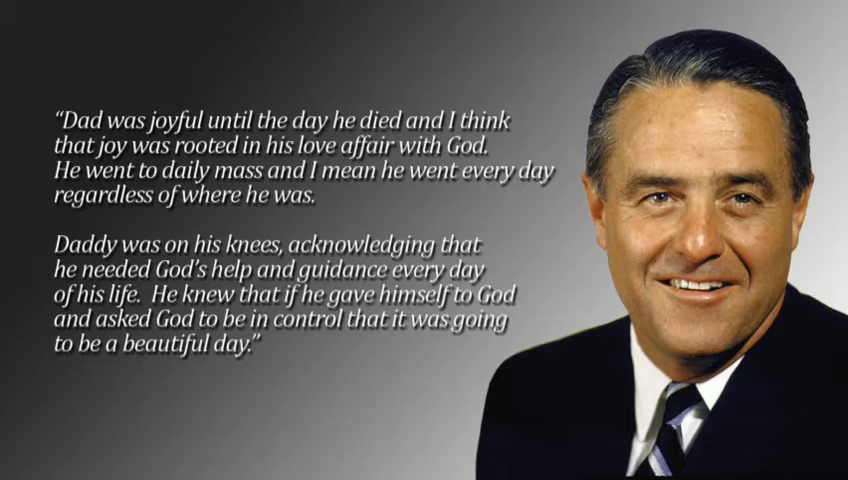 “Dad was joyful until the day he died and I think
that joy was rooted in his love affair with God.
He went to daily mass and I mean he went every day
regardless of where he was.
Daddy was on his knees, acknowledging that
he needed God’s help and guidance every day
of his life.  He knew that if he gave himself to God
and asked God to be in control that it was going
to be a beautiful day.”